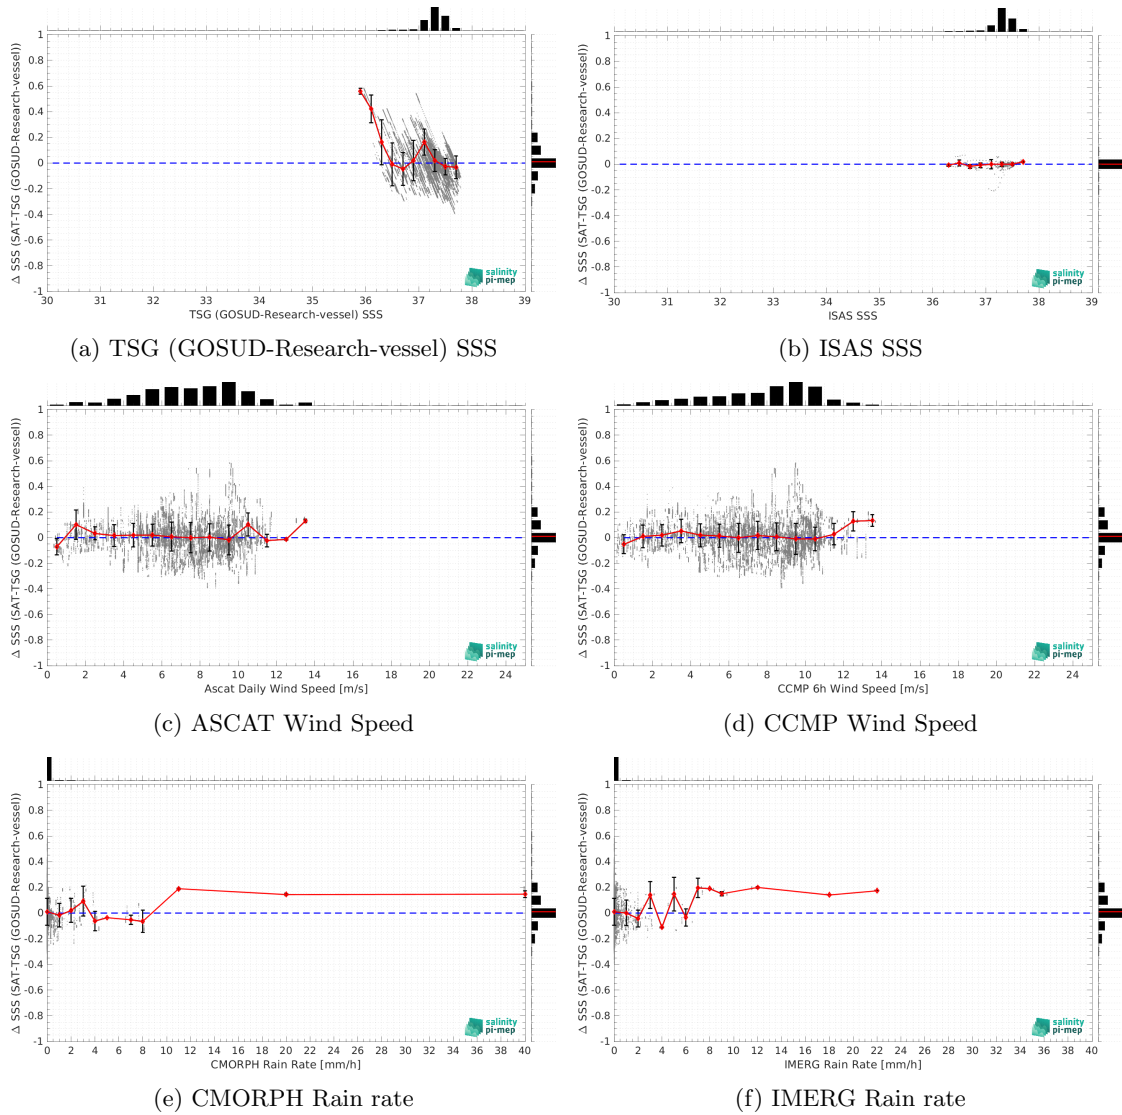 1
0.8
0.6
0.4
0.2
0
-0.2
-0.4
-0.6
-0.8
-1
Δ SSS (SAT-TSG (GOSUD-Research-vessel))
30 31 32 33 34 35 36 37 38 39
TSG (GOSUD-Research-vessel) SSS
salinity
pi-mep
(a) TSG (GOSUD-Research-vessel) SSS
1
0.8
0.6
0.4
0.2
0
-0.2
-0.4
-0.6
-0.8
-1
Δ SSS (SAT-TSG (GOSUD-Research-vessel))
30 31 32 33 34 35 36 37 38 39
ISAS SSS
salinity
pi-mep
(b) ISAS SSS
1
0.8
0.6
0.4
0.2
0
-0.2
-0.4
-0.6
-0.8
-1
Δ SSS (SAT-TSG (GOSUD-Research-vessel))
0 2 4 6 8 10 12 14 16 18 20 22 24
Ascat Daily Wind Speed [m/s]
salinity
pi-mep
(c) ASCAT Wind Speed
1
0.8
0.6
0.4
0.2
0
-0.2
-0.4
-0.6
-0.8
-1
Δ SSS (SAT-TSG (GOSUD-Research-vessel))
0 2 4 6 8 10 12 14 16 18 20 22 24
CCMP 6h Wind Speed [m/s]
salinity
pi-mep
(d) CCMP Wind Speed
1
0.8
0.6
0.4
0.2
0
-0.2
-0.4
-0.6
-0.8
-1
Δ SSS (SAT-TSG (GOSUD-Research-vessel))
0 2 4 6 8 10 12 14 16 18 20 22 24 26 28 30 32 34 36 38 40
CMORPH Rain Rate [mm/h]
salinity
pi-mep
(e) CMORPH Rain rate
1
0.8
0.6
0.4
0.2
0
-0.2
-0.4
-0.6
-0.8
-1
Δ SSS (SAT-TSG (GOSUD-Research-vessel))
0 2 4 6 8 10 12 14 16 18 20 22 24 26 28 30 32 34 36 38 40
IMERG Rain Rate [mm/h]
salinity
pi-mep
(f) IMERG Rain rate